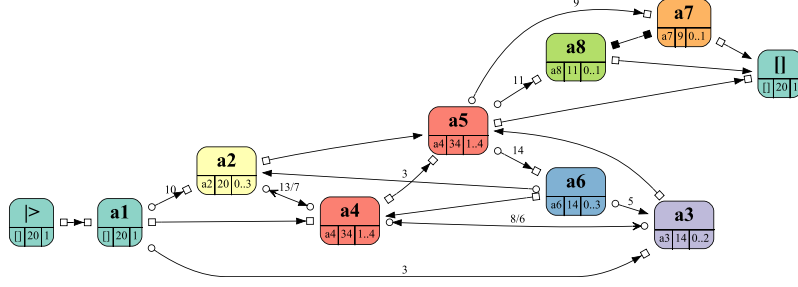 9
a7
a7 9 0..1
a8
a8 11 0..1
[]
[] 20 1
11
a5
a4 34 1..4
14
3
a2
a2 20 0..3
10
13/7
a6
a6 14 0..3
5
|>
[] 20 1
a1
[] 20 1
a4
a4 34 1..4
8/6
a3
a3 14 0..2
3